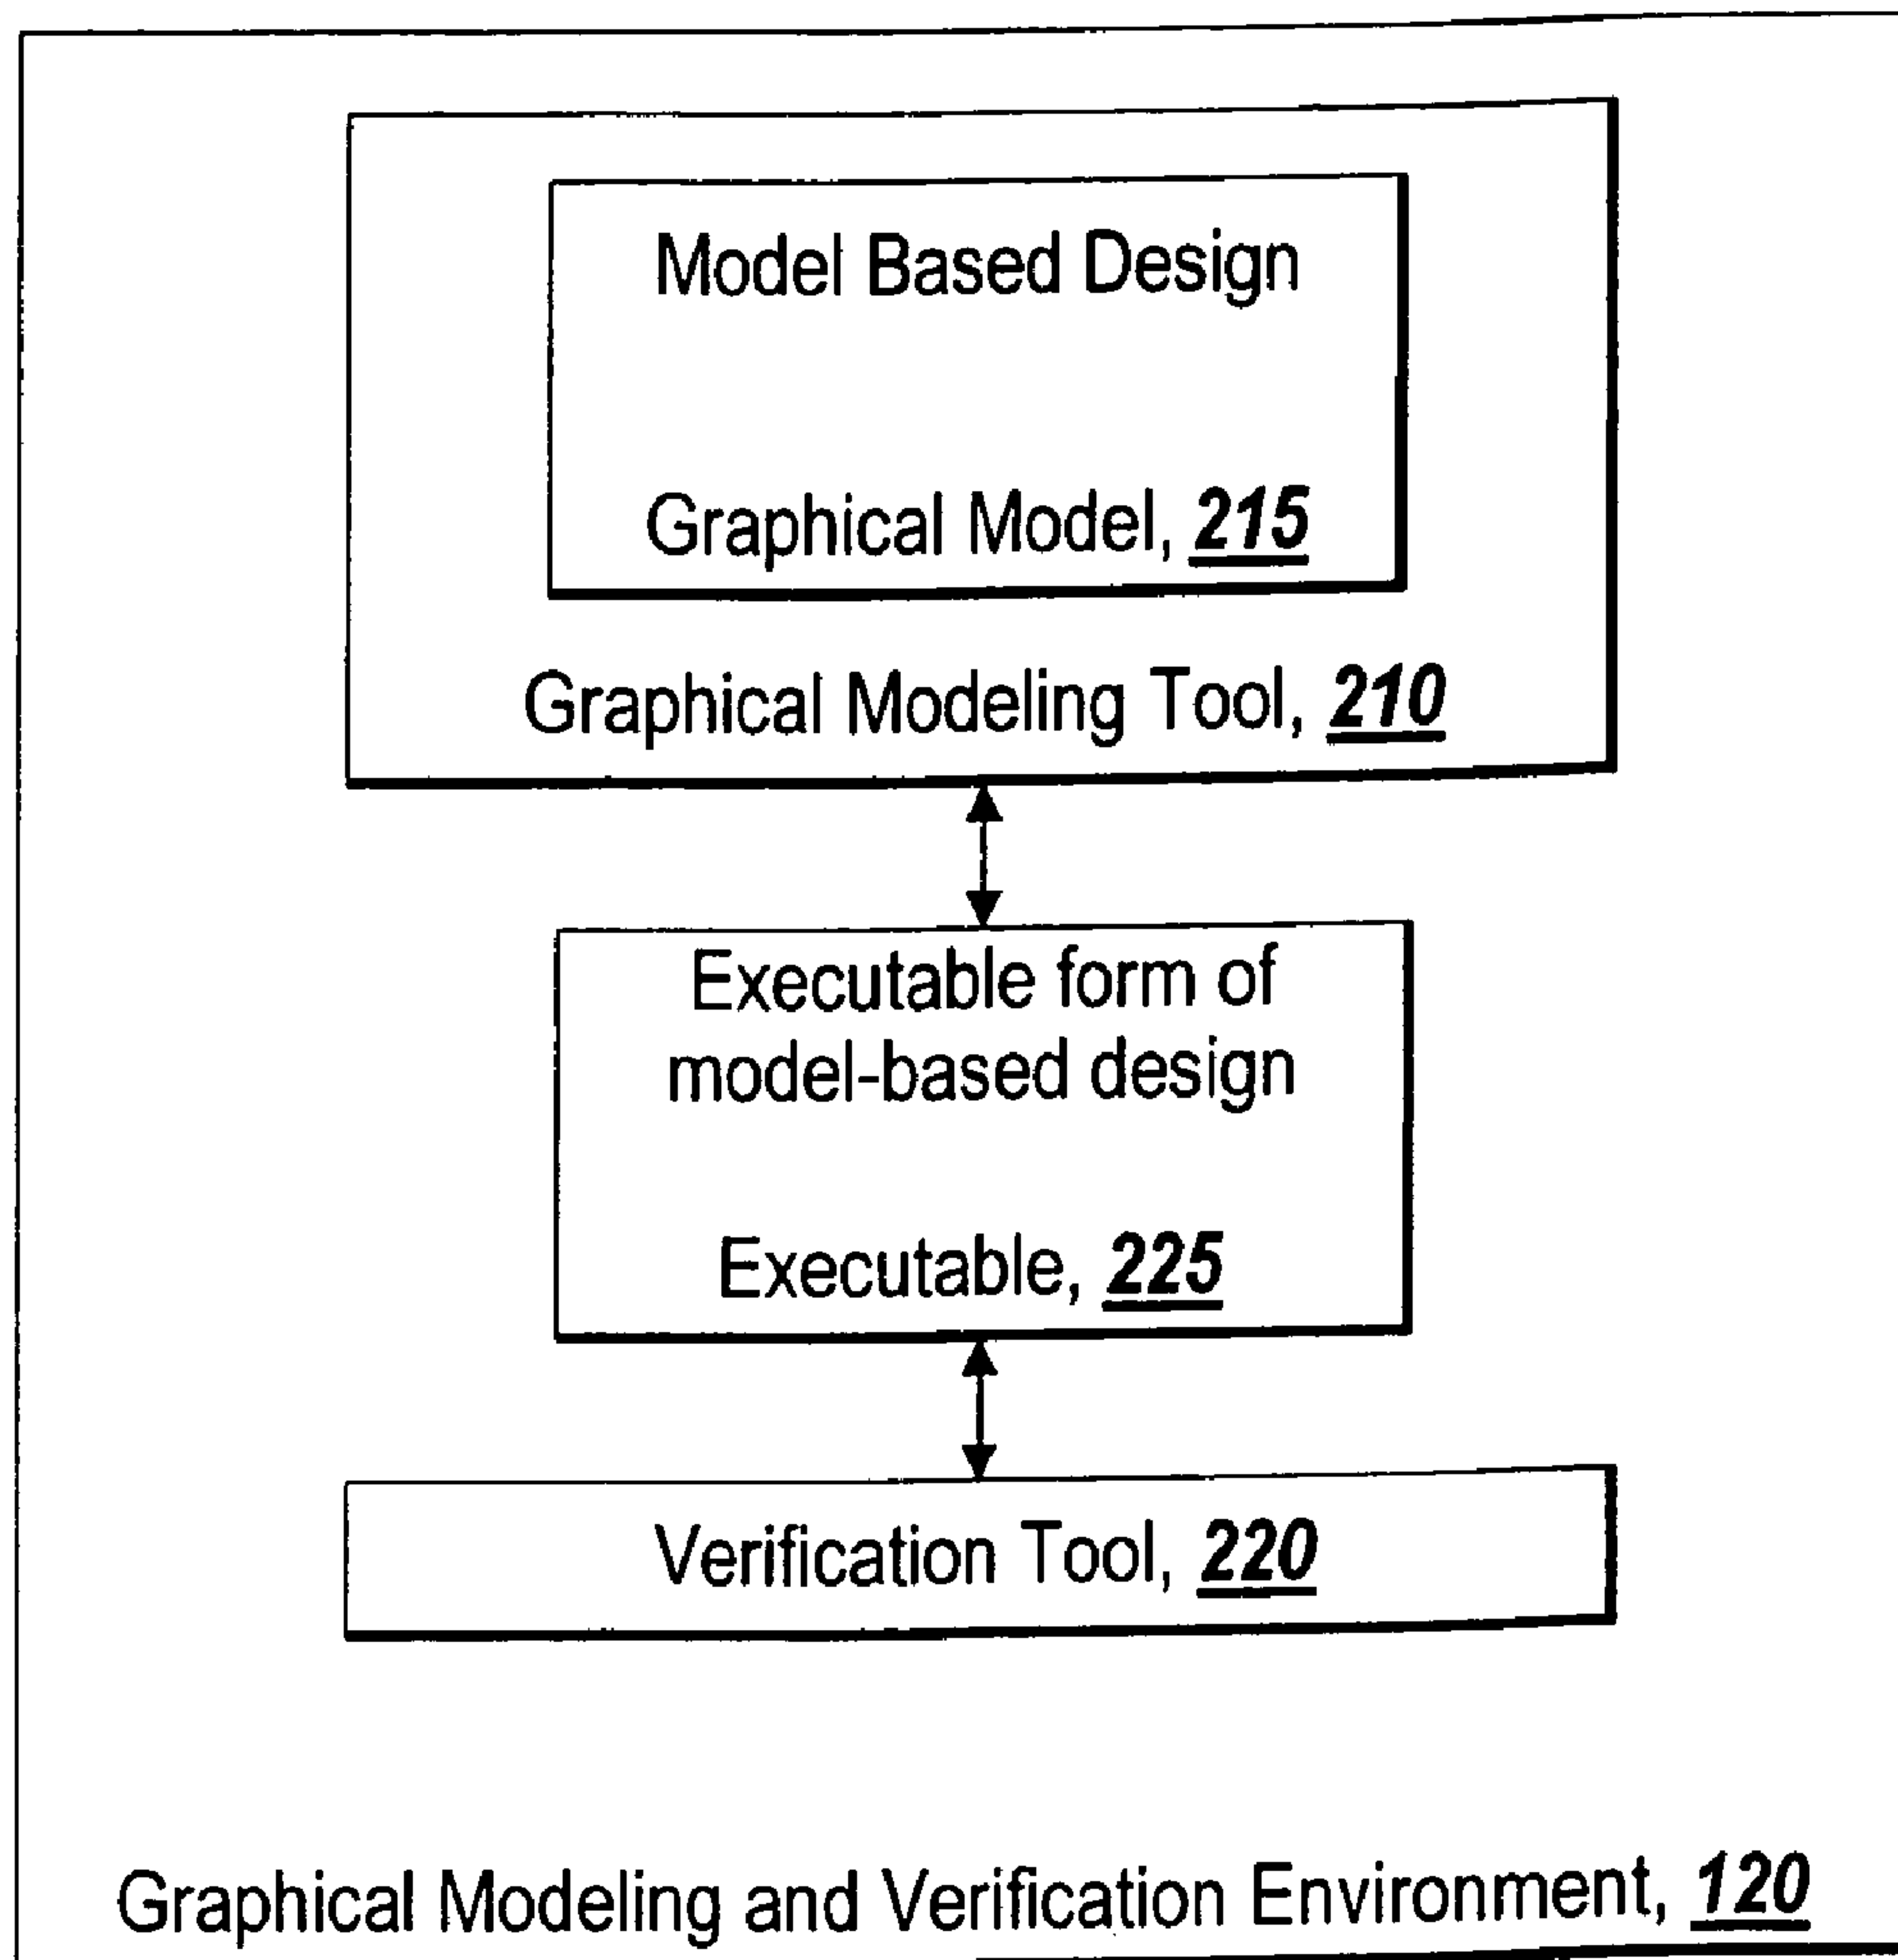 Model Based Design
Graphical Model, 215
Graphical Modeling Tool, 210
Executable form of
model-based design
Executable, 225
Verification Tool, 220
Graphical Modeling and Verification Environment, 120